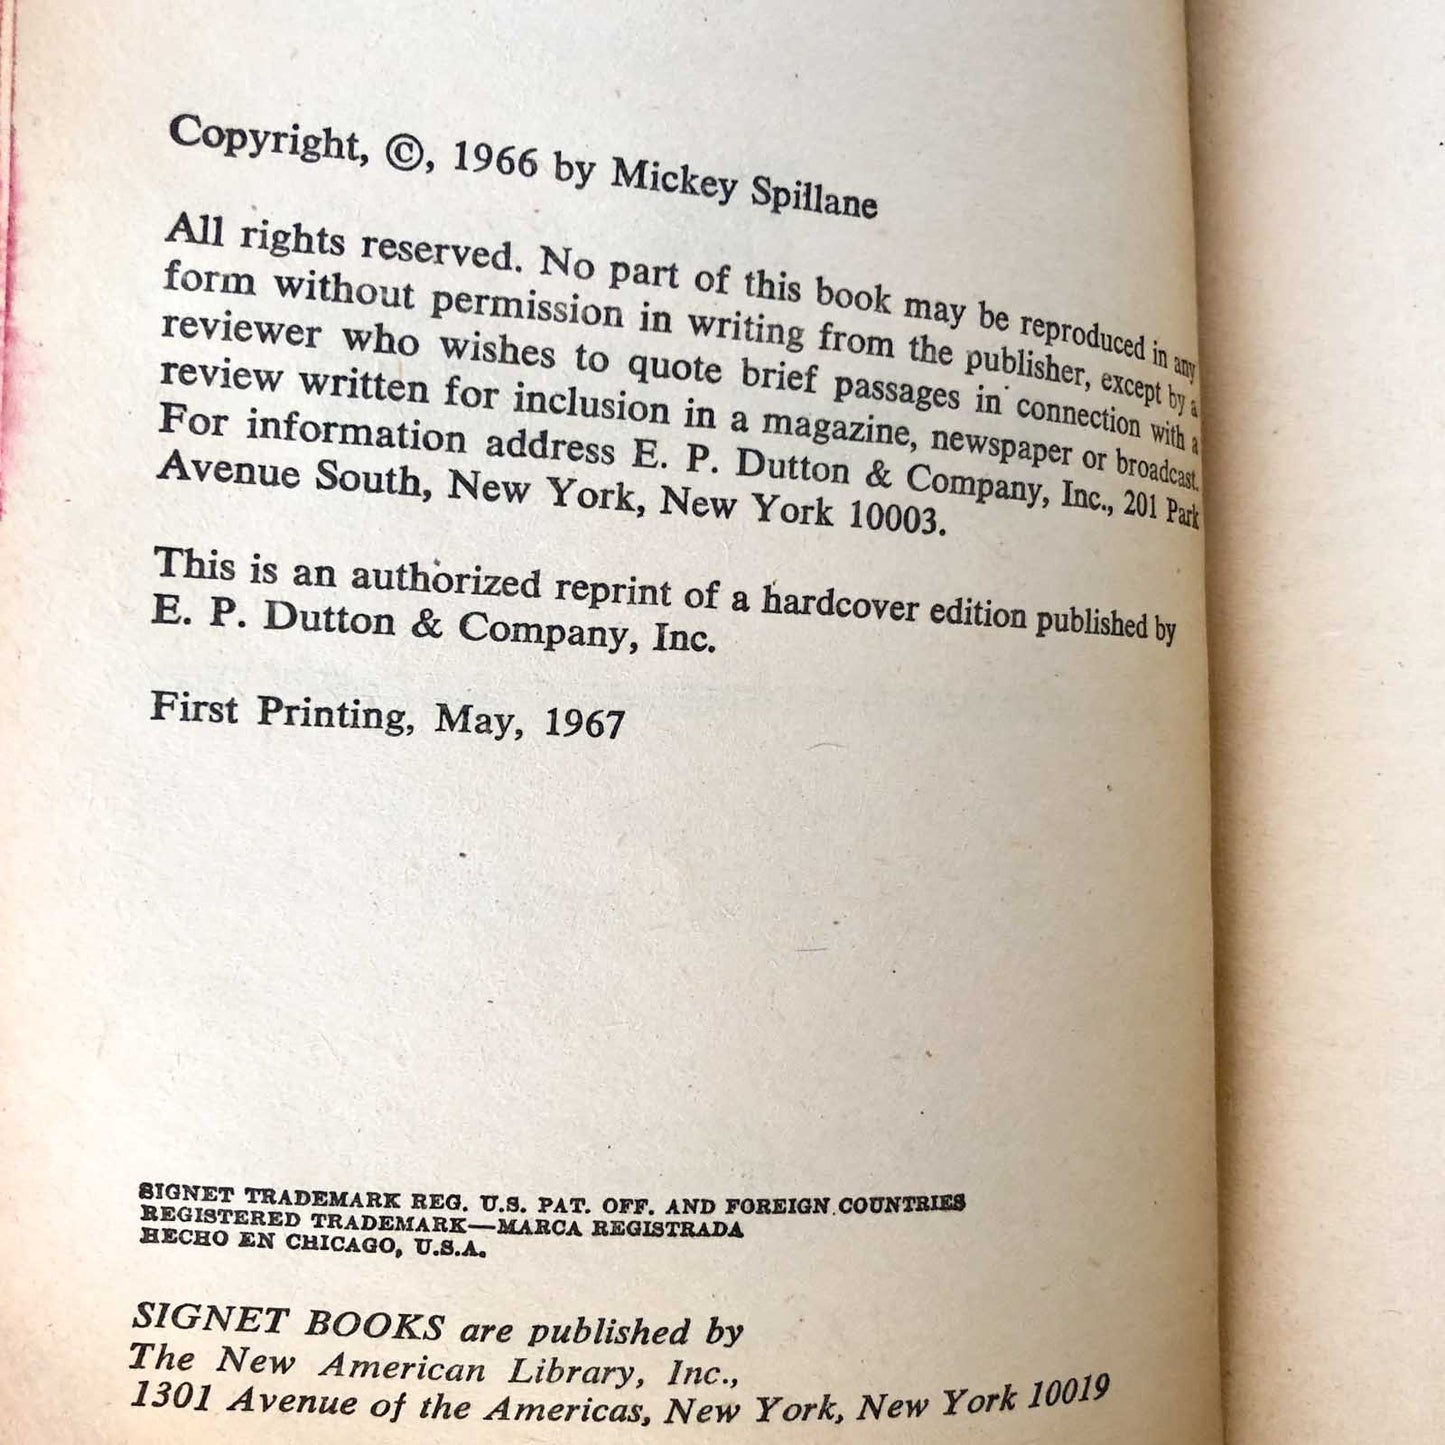 Copyright, ©, 1966 by Mickey Spillane
All rights reserved. No part of this book may be reproduced in any
form without permission in writing from the publisher, except by a
reviewer who wishes to quote brief passages in connection with a
review written for inclusion in a magazine, newspaper or broadcast.
For information address E. P. Dutton & Company, Inc., 201 Park
Avenue South, New York, New York 10003.
This is an authorized reprint of a hardcover edition published by
E. P. Dutton & Company, Inc.
First Printing, May, 1967
SIGNET TRADEMARK REG. U.S. PAT. OFF. AND FOREIGN COUNTRIES
REGISTERED TRADEMARK—MARCA REGISTRADA
HECHO EN CHICAGO, U.S.A.
SIGNET BOOKS are published by
The New American Library, Inc.,
1301 Avenue of the Americas, New York, New York 10019